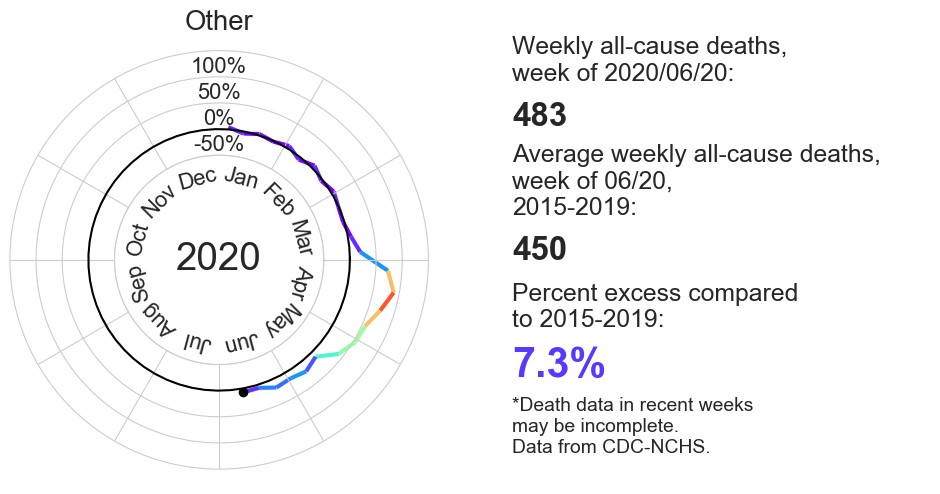 Other
100%
50%
0%
-50%
Jan
Feb
Mar
Apr
May
Jun
Jul
Aug
Sep
Oct
Nov
Dec
2020
Weekly all-cause deaths,
week of 2020/06/20:
483
Average weekly all-cause deaths,
week of 06/20,
2015-2019:
450
Percent excess compared
to 2015-2019:
7.3%
*Death data in recent weeks
may be incomplete.
Data from CDC-NCHS.